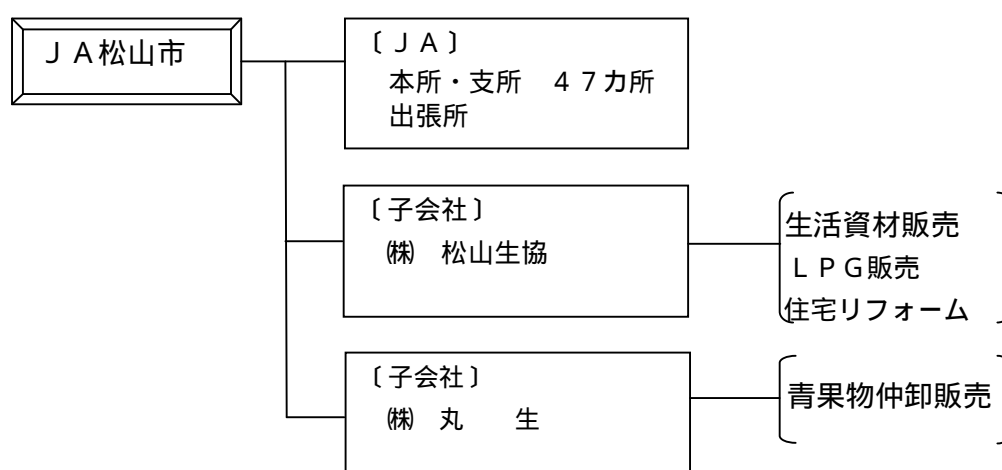 ＪＡ松山市
〔ＪＡ〕
本所・支所　４７カ所
出張所
〔子会社〕
㈱　松山生協
生活資材販売
ＬＰＧ販売
住宅リフォーム
〔子会社〕
㈱　丸　　生
青果物仲卸販売